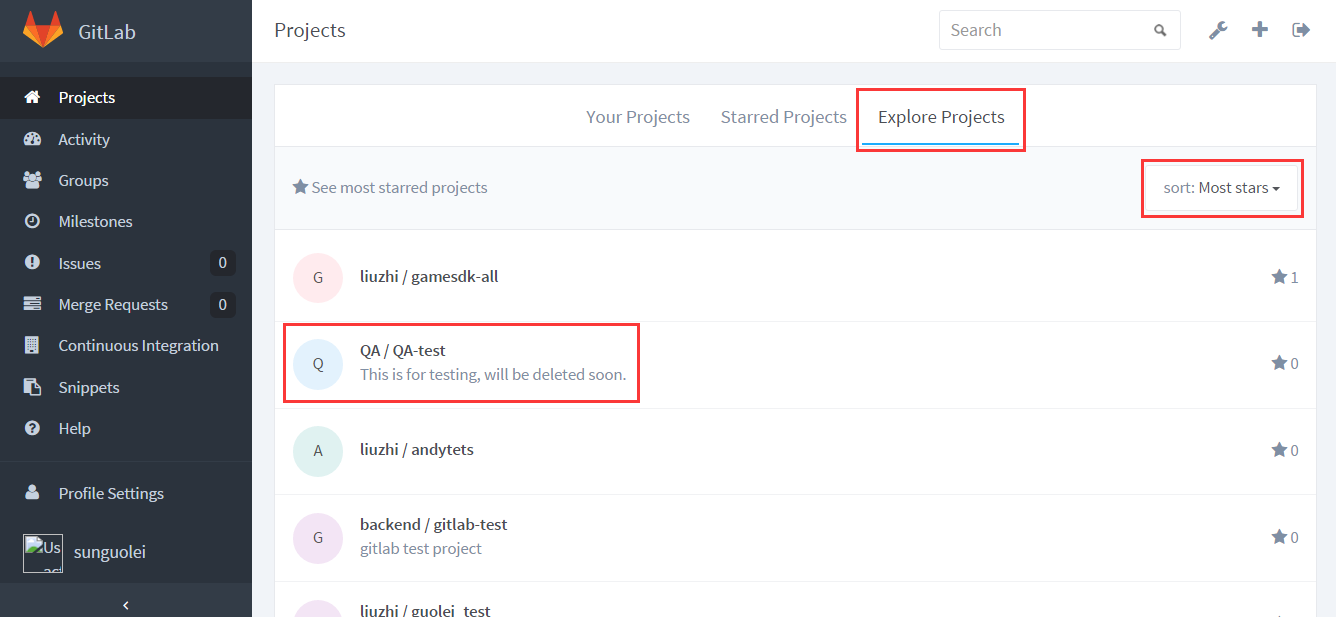 GitLab
Projects
Search
Projects
Activity
Groups
Milestones
Issues 0
Merge Requests 0
Continuous Integration
Snippets
Help
Profile Settings
sunguolei
Your Projects Starred Projects Explore Projects
See most starred projects
sort: Most stars
G liuzhi / gamesdk-all 1
Q QA / QA-test 0
This is for testing, will be deleted soon.
A liuzhi / andytets 0
G backend / gitlab-test 0
gitlab test project
liuzhi / guolei_test